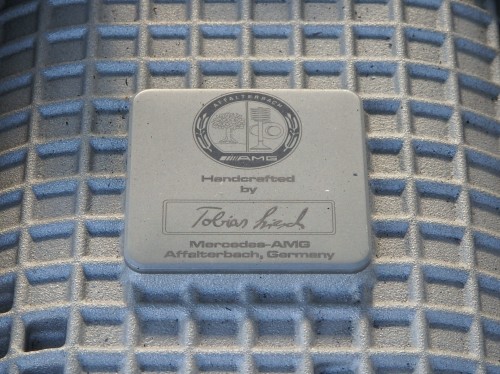 AFFALTERBACH
AMG
Handcrafted
by
Tobias
Mercedes-AMG
Affalterbach, Germany